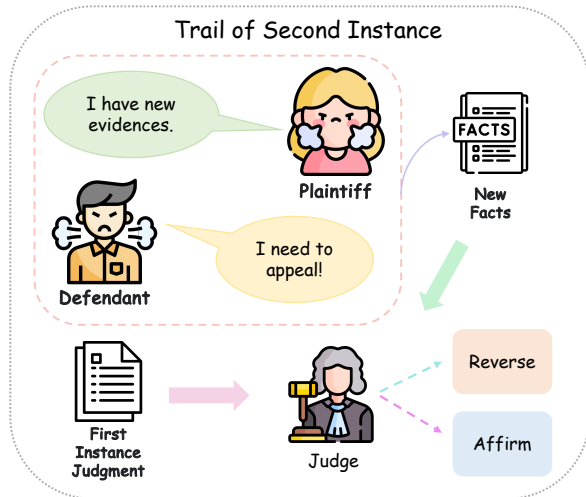 Trail of Second Instance
I have new
evidences.
Plaintiff
FACTS
New
Facts
I need to
appeal!
Defendant
First
Instance
Judgment
Judge
Reverse
Affirm